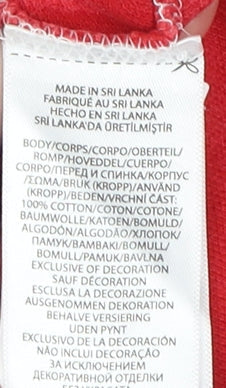 MADE IN SRI LANKA
FABRIQUÉ AU SRI LANKA
HECHO EN SRI LANKA
SRI LANKA'DA ÜRETİLMİŞTİR
BODY/CORPS/CORPO/OBERTEIL/
ROMP/HOVEDDEL/CUERPO/
CORPO/ПЕРЕД И СПИНКА/КОРПУС
/ΣΩΜΑ/BRUK (KROPP)/ANVÄND
(KROPP)/BEDEN/VRCHNÍ ČÁST:
100% COTTON/COTON/COTONE/
BAUMWOLLE/KATOEN/BOMULD/
ALGODÓN/ALGODÃO/ХЛОПОК/
ΠΑΜΥΚ/BAMBAKI/BOMULL/
BOMULL/PAMUK/BAVLNA
EXCLUSIVE OF DECORATION
SAUF DÉCORATION
ESCLUSA LA DECORAZIONE
AUSGENOMMEN DEKORATION
BEHALVE VERSIERING
UDEN PYNT
EXCLUSIVO DE LA DECORACIÓN
NÃO INCLUI DECORAÇÃO
ЗА ИСКЛЮЧЕНИЕМ
ДЕКОРАТИВНОЙ ОТДЕЛКИ